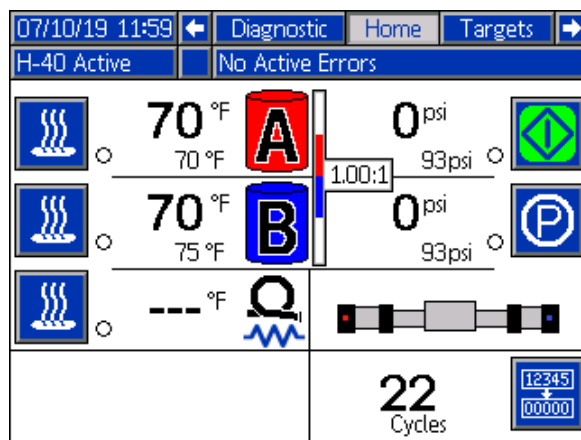 07/10/19 11:59 Diagnostic Home Targets
H-40 Active No Active Errors
70 °F A 0 psi
70 °F 93psi
1.00:1
70 °F B 0 psi
75 °F 93psi
P
--- °F
22
Cycles
12345
00000